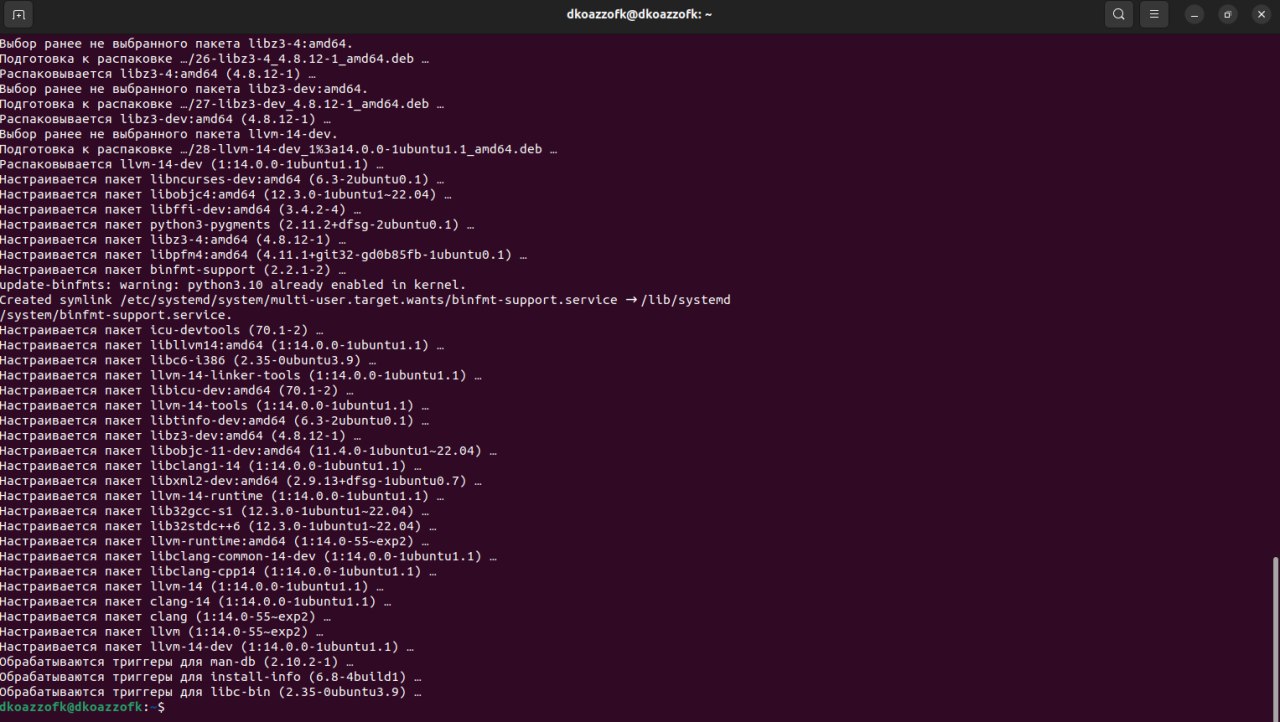 dkoazzofk@dkoazzofk: ~
Выбор ранее не выбранного пакета libz3-4:amd64.
Подготовка к распаковке …/26-libz3-4_4.8.12-1_amd64.deb …
Распаковывается libz3-4:amd64 (4.8.12-1) …
Выбор ранее не выбранного пакета libz3-dev:amd64.
Подготовка к распаковке …/27-libz3-dev_4.8.12-1_amd64.deb …
Распаковывается libz3-dev:amd64 (4.8.12-1) …
Выбор ранее не выбранного пакета llvm-14-dev.
Подготовка к распаковке …/28-llvm-14-dev_1%3a14.0.0-1ubuntu1.1_amd64.deb …
Распаковывается llvm-14-dev (1:14.0.0-1ubuntu1.1) …
Настраивается пакет libncurses-dev:amd64 (6.3-2ubuntu0.1) …
Настраивается пакет libobjc4:amd64 (12.3.0-1ubuntu1~22.04) …
Настраивается пакет libffi-dev:amd64 (3.4.2-4) …
Настраивается пакет python3-pygments (2.11.2+dfsg-2ubuntu0.1) …
Настраивается пакет libz3-4:amd64 (4.8.12-1) …
Настраивается пакет libpfm4:amd64 (4.11.1+git32-gd0b85fb-1ubuntu0.1) …
Настраивается пакет binfmt-support (2.2.1-2) …
update-binfmts: warning: python3.10 already enabled in kernel.
Created symlink /etc/systemd/system/multi-user.target.wants/binfmt-support.service → /lib/systemd
/system/binfmt-support.service.
Настраивается пакет icu-devtools (70.1-2) …
Настраивается пакет libllvm14:amd64 (1:14.0.0-1ubuntu1.1) …
Настраивается пакет libc6-i386 (2.35-0ubuntu3.9) …
Настраивается пакет llvm-14-linker-tools (1:14.0.0-1ubuntu1.1) …
Настраивается пакет libicu-dev:amd64 (70.1-2) …
Настраивается пакет llvm-14-tools (1:14.0.0-1ubuntu1.1) …
Настраивается пакет libtinfo-dev:amd64 (6.3-2ubuntu0.1) …
Настраивается пакет libz3-dev:amd64 (4.8.12-1) …
Настраивается пакет libobjc-11-dev:amd64 (11.4.0-1ubuntu1~22.04) …
Настраивается пакет libclang1-14 (1:14.0.0-1ubuntu1.1) …
Настраивается пакет libxml2-dev:amd64 (2.9.13+dfsg-1ubuntu0.7) …
Настраивается пакет llvm-14-runtime (1:14.0.0-1ubuntu1.1) …
Настраивается пакет lib32gcc-s1 (12.3.0-1ubuntu1~22.04) …
Настраивается пакет lib32stdc++6 (12.3.0-1ubuntu1~22.04) …
Настраивается пакет llvm-runtime:amd64 (1:14.0-55~exp2) …
Настраивается пакет libclang-common-14-dev (1:14.0.0-1ubuntu1.1) …
Настраивается пакет libclang-cpp14 (1:14.0.0-1ubuntu1.1) …
Настраивается пакет llvm-14 (1:14.0.0-1ubuntu1.1) …
Настраивается пакет clang-14 (1:14.0.0-1ubuntu1.1) …
Настраивается пакет clang (1:14.0-55~exp2) …
Настраивается пакет llvm (1:14.0-55~exp2) …
Настраивается пакет llvm-14-dev (1:14.0.0-1ubuntu1.1) …
Обрабатываются триггеры для man-db (2.10.2-1) …
Обрабатываются триггеры для install-info (6.8-4build1) …
Обрабатываются триггеры для libc-bin (2.35-0ubuntu3.9) …
dkoazzofk@dkoazzofk:~$